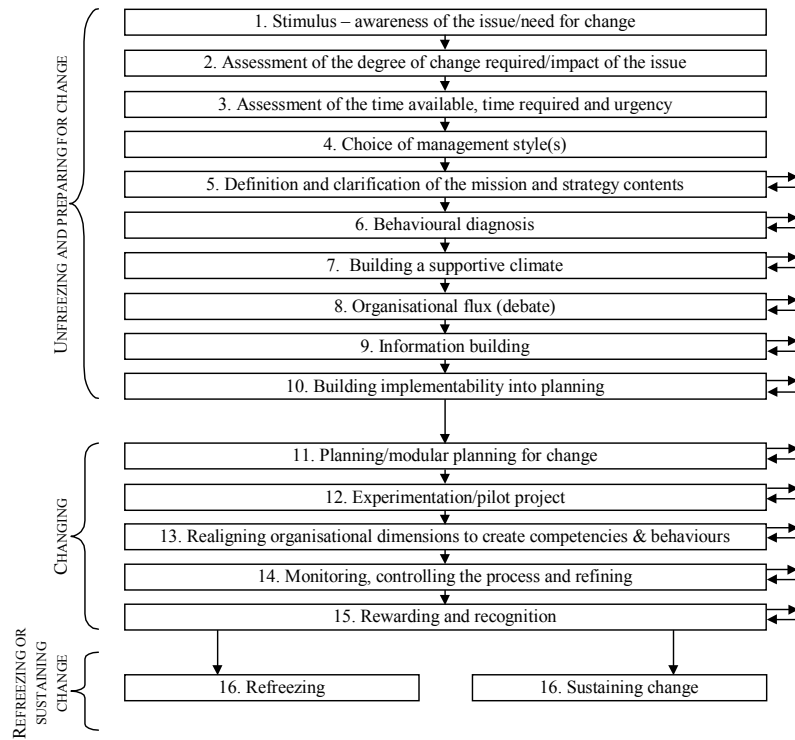 UNFREEZING AND PREPARING FOR CHANGE
1. Stimulus – awareness of the issue/need for change
2. Assessment of the degree of change required/impact of the issue
3. Assessment of the time available, time required and urgency
4. Choice of management style(s)
5. Definition and clarification of the mission and strategy contents
6. Behavioural diagnosis
7. Building a supportive climate
8. Organisational flux (debate)
9. Information building
10. Building implementability into planning
CHANGING
11. Planning/modular planning for change
12. Experimentation/pilot project
13. Realigning organisational dimensions to create competencies & behaviours
14. Monitoring, controlling the process and refining
15. Rewarding and recognition
REFREEZING OR
SUSTAINING
CHANGE
16. Refreezing
16. Sustaining change